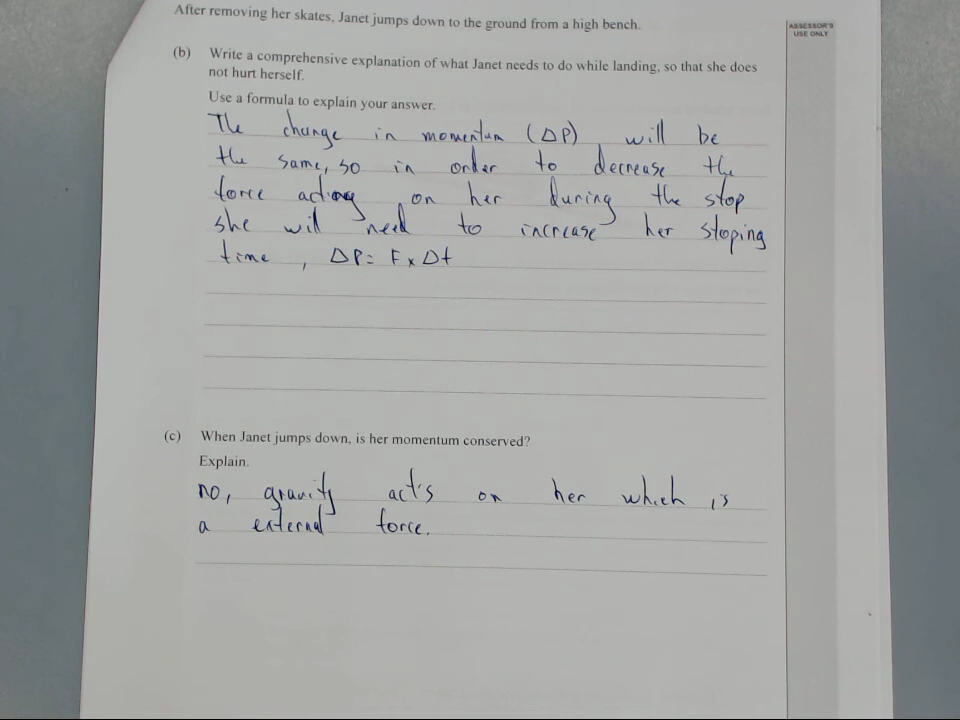 After removing her skates, Janet jumps down to the ground from a high bench.
ASSESSOR'S
USE ONLY
(b) Write a comprehensive explanation of what Janet needs to do while landing, so that she does
not hurt herself.
Use a formula to explain your answer.
The change in momentum (ΔP) will be
the same, so in order to decrease the
force acting on her during the stop
she will need to increase her stoping
time, ΔP = F x Δt
(c) When Janet jumps down, is her momentum conserved?
Explain.
no, gravity act's on her which is
a external force.